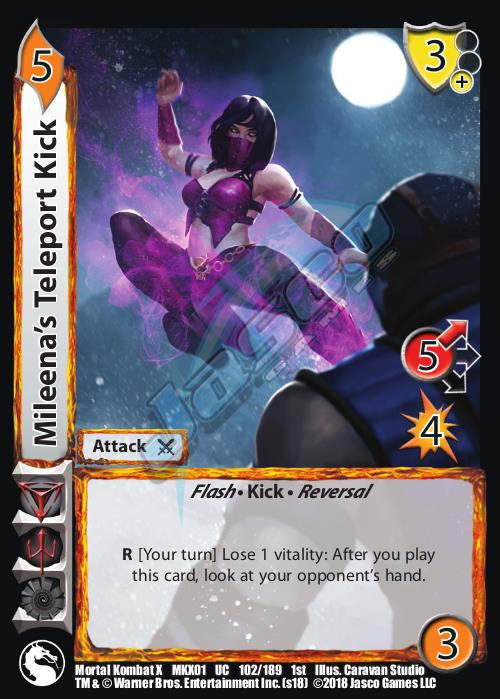 5
3
+
Mileena's Teleport Kick
5
4
Attack
Flash • Kick • Reversal
R [Your turn] Lose 1 vitality: After you play
this card, look at your opponent's hand.
3
Mortal Kombat X MKX01 UC 102/189 1st Illus. Caravan Studio
TM & © Warner Bros. Entertainment Inc. (s18) ©2018 Jasco Games LLC
Jasco
GAMES